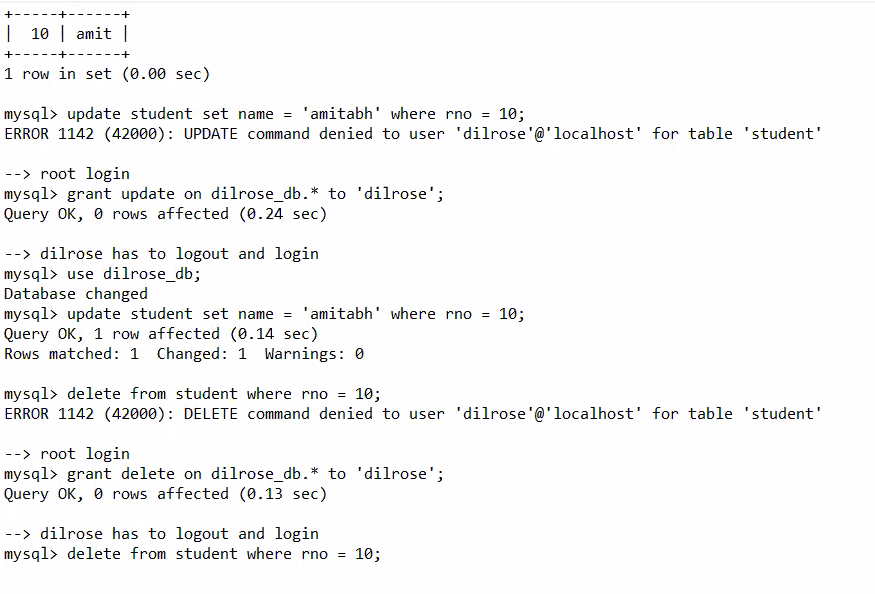 +-----+------+
|  10 | amit |
+-----+------+
1 row in set (0.00 sec)

mysql> update student set name = 'amitabh' where rno = 10;
ERROR 1142 (42000): UPDATE command denied to user 'dilrose'@'localhost' for table 'student'

--> root login
mysql> grant update on dilrose_db.* to 'dilrose';
Query OK, 0 rows affected (0.24 sec)

--> dilrose has to logout and login
mysql> use dilrose_db;
Database changed
mysql> update student set name = 'amitabh' where rno = 10;
Query OK, 1 row affected (0.14 sec)
Rows matched: 1  Changed: 1  Warnings: 0

mysql> delete from student where rno = 10;
ERROR 1142 (42000): DELETE command denied to user 'dilrose'@'localhost' for table 'student'

--> root login
mysql> grant delete on dilrose_db.* to 'dilrose';
Query OK, 0 rows affected (0.13 sec)

--> dilrose has to logout and login
mysql> delete from student where rno = 10;